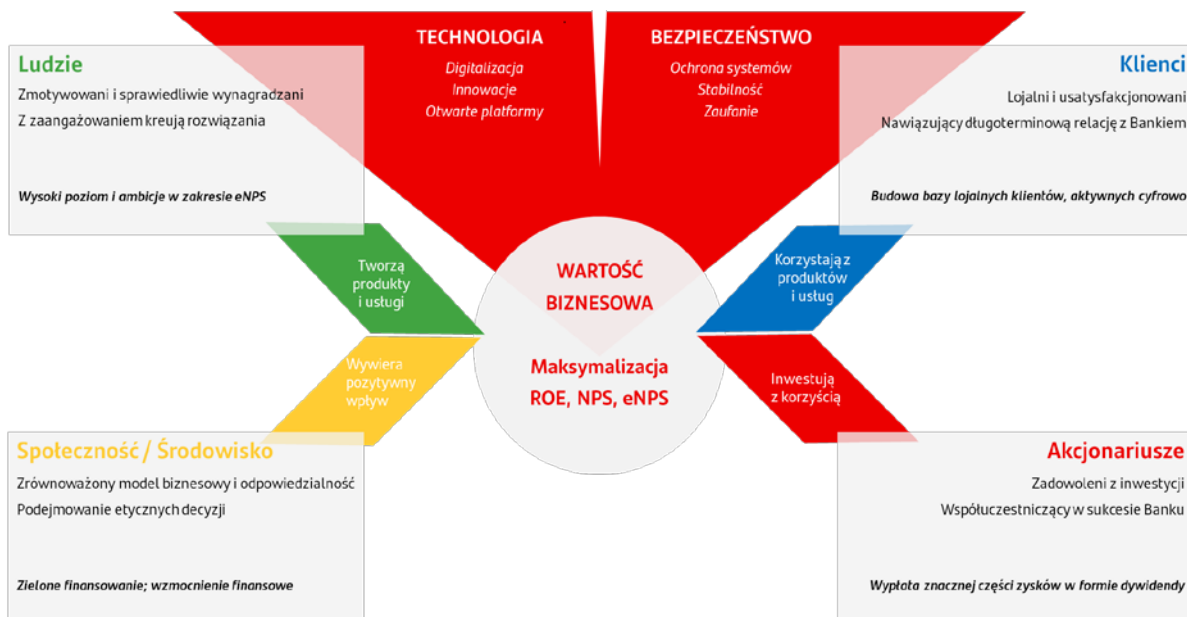 TECHNOLOGIA
Digitalizacja
Innowacje
Otwarte platformy
BEZPIECZEŃSTWO
Ochrona systemów
Stabilność
Zaufanie
Ludzie
Zmotywowani i sprawiedliwie wynagradzani
Z zaangażowaniem kreują rozwiązania
Wysoki poziom i ambicje w zakresie eNPS
Klienci
Lojalni i usatysfakcjonowani
Nawiązujący długoterminową relację z Bankiem
Budowa bazy lojalnych klientów, aktywnych cyfrowo
Tworzą
produkty
i usługi
WARTOŚĆ
BIZNESOWA
Maksymalizacja
ROE, NPS, eNPS
Korzystają z
produktów
i usług
Wywiera
pozytywny
wpływ
Inwestują
z korzyścią
Społeczność / Środowisko
Zrównoważony model biznesowy i odpowiedzialność
Podejmowanie etycznych decyzji
Zielone finansowanie; wzmocnienie finansowe
Akcjonariusze
Zadowoleni z inwestycji
Współuczestniczący w sukcesie Banku
Wypłata znacznej części zysków w formie dywidendy